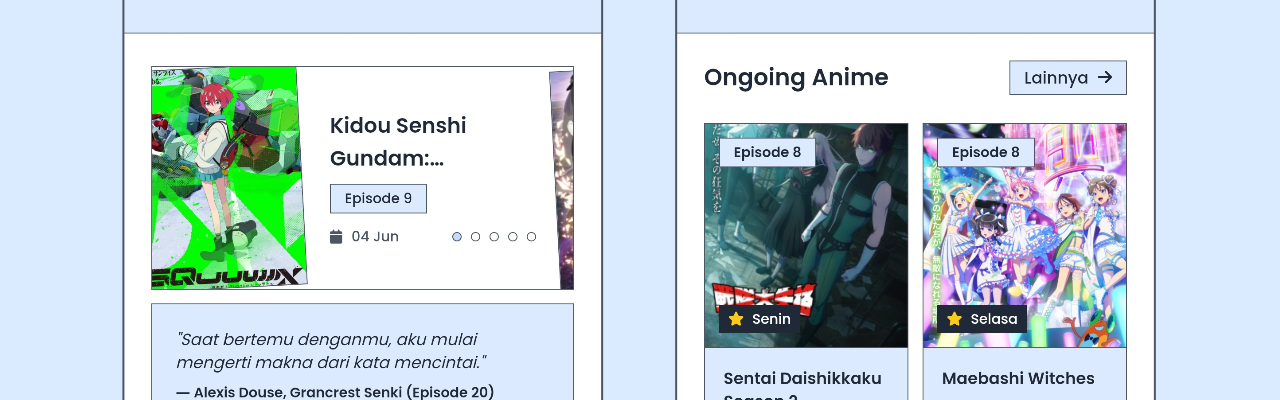 Kidou Senshi
Gundam:...
Episode 9
04 Jun
"Saat bertemu denganmu, aku mulai
mengerti makna dari kata mencintai."
— Alexis Douse, Grancrest Senki (Episode 20)
Ongoing Anime
Lainnya
Episode 8
Senin
Sentai Daishikkaku
Season 2
Episode 8
Selasa
Maebashi Witches